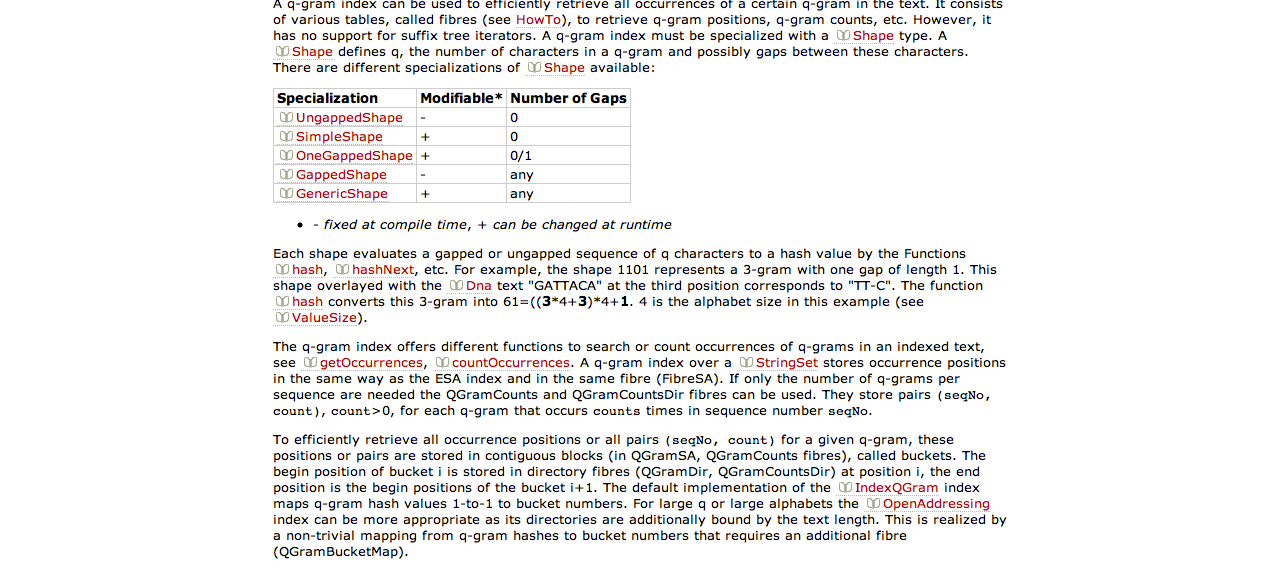 A q-gram index can be used to efficiently retrieve all occurrences of a certain q-gram in the text. It consists
of various tables, called fibres (see HowTo), to retrieve q-gram positions, q-gram counts, etc. However, it
has no support for suffix tree iterators. A q-gram index must be specialized with a Shape type. A
Shape defines q, the number of characters in a q-gram and possibly gaps between these characters.
There are different specializations of Shape available:
Specialization Modifiable* Number of Gaps
UngappedShape - 0
SimpleShape + 0
OneGappedShape + 0/1
GappedShape - any
GenericShape + any
• - fixed at compile time, + can be changed at runtime
Each shape evaluates a gapped or ungapped sequence of q characters to a hash value by the Functions
hash, hashNext, etc. For example, the shape 1101 represents a 3-gram with one gap of length 1. This
shape overlayed with the Dna text "GATTACA" at the third position corresponds to "TT-C". The function
hash converts this 3-gram into 61=((3*4+3)*4+1. 4 is the alphabet size in this example (see
ValueSize).
The q-gram index offers different functions to search or count occurrences of q-grams in an indexed text,
see getOccurrences, countOccurrences. A q-gram index over a StringSet stores occurrence positions
in the same way as the ESA index and in the same fibre (FibreSA). If only the number of q-grams per
sequence are needed the QGramCounts and QGramCountsDir fibres can be used. They store pairs (seqNo,
count), count>0, for each q-gram that occurs counts times in sequence number seqNo.
To efficiently retrieve all occurrence positions or all pairs (seqNo, count) for a given q-gram, these
positions or pairs are stored in contiguous blocks (in QGramSA, QGramCounts fibres), called buckets. The
begin position of bucket i is stored in directory fibres (QGramDir, QGramCountsDir) at position i, the end
position is the begin positions of the bucket i+1. The default implementation of the IndexQGram index
maps q-gram hash values 1-to-1 to bucket numbers. For large q or large alphabets the OpenAddressing
index can be more appropriate as its directories are additionally bound by the text length. This is realized by
a non-trivial mapping from q-gram hashes to bucket numbers that requires an additional fibre
(QGramBucketMap).